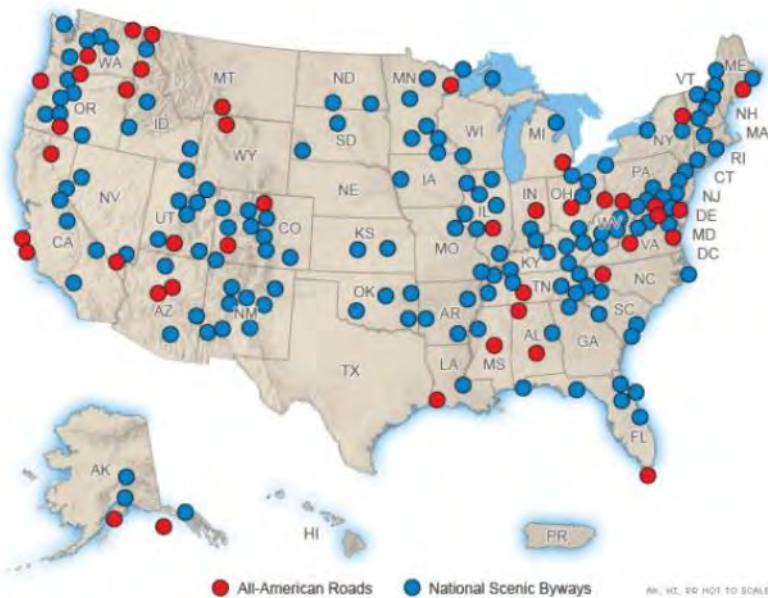 WA
MT
ND
MN
VT
ME
OR
ID
SD
WI
MI
NY
NH
MA
WY
RI
CT
NV
NE
IA
PA
NJ
UT
IL
IN
OH
DE
CO
WV
MD
CA
KS
MO
VA
DC
KY
OK
TN
NC
AZ
NM
AR
SC
TX
LA
MS
AL
GA
FL
AK
HI
PR
All-American Roads
National Scenic Byways
AK, HI, PR NOT TO SCALE